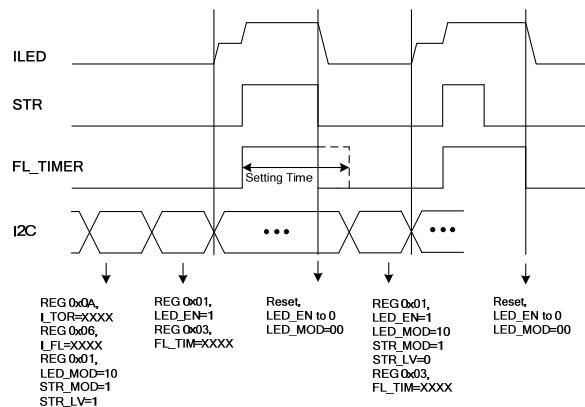 ILED
STR
FL_TIMER
Setting Time
I2C
•••
•••
REG 0x0A,
I_TOR=XXXX
REG 0x06,
I_FL=XXXX
REG 0x01,
LED_MOD=10
STR_MOD=1
STR_LV=1
REG 0x01,
LED_EN=1
REG 0x03,
FL_TIM=XXXX
Reset,
LED_EN to 0
LED_MOD=00
REG 0x01,
LED_EN=1
LED_MOD=10
STR_MOD=1
STR_LV=0
REG 0x03,
FL_TIM=XXXX
Reset,
LED_EN to 0
LED_MOD=00